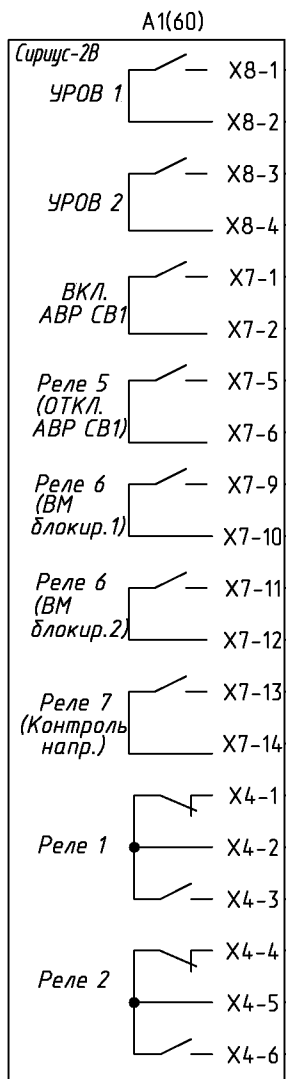 А1(60)
Сириус-2В
УРОВ 1
X8-1
X8-2
УРОВ 2
X8-3
X8-4
ВКЛ.
АВР СВ1
X7-1
X7-2
Реле 5
(ОТКЛ.
АВР СВ1)
X7-5
X7-6
Реле 6
(ВМ
блокир.1)
X7-9
X7-10
Реле 6
(ВМ
блокир.2)
X7-11
X7-12
Реле 7
(Контроль
напр.)
X7-13
X7-14
Реле 1
X4-1
X4-2
X4-3
Реле 2
X4-4
X4-5
X4-6